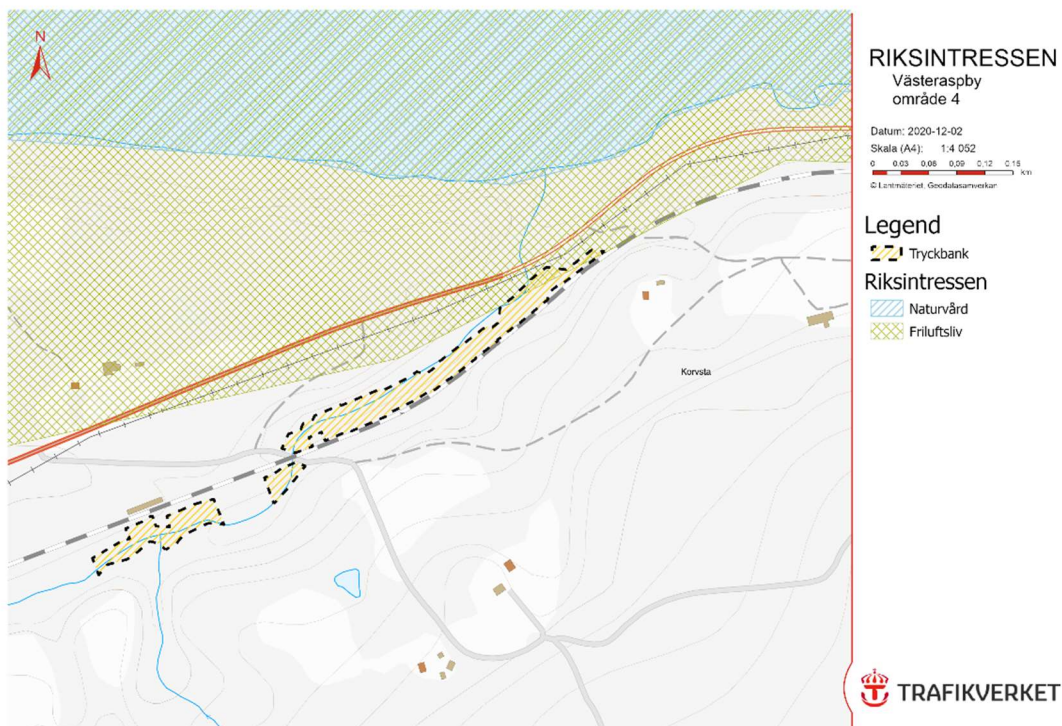 N
RIKSINTRESSEN
Västeraspby
område 4
Datum: 2020-12-02
Skala (A4): 1:4 052
0 0,03 0,06 0,09 0,12 0,15
km
© Lantmäteriet, Geodatasamverkan
Legend
Tryckbank
Riksintressen
Naturvård
Friluftsliv
Korvsta
TRAFIKVERKET